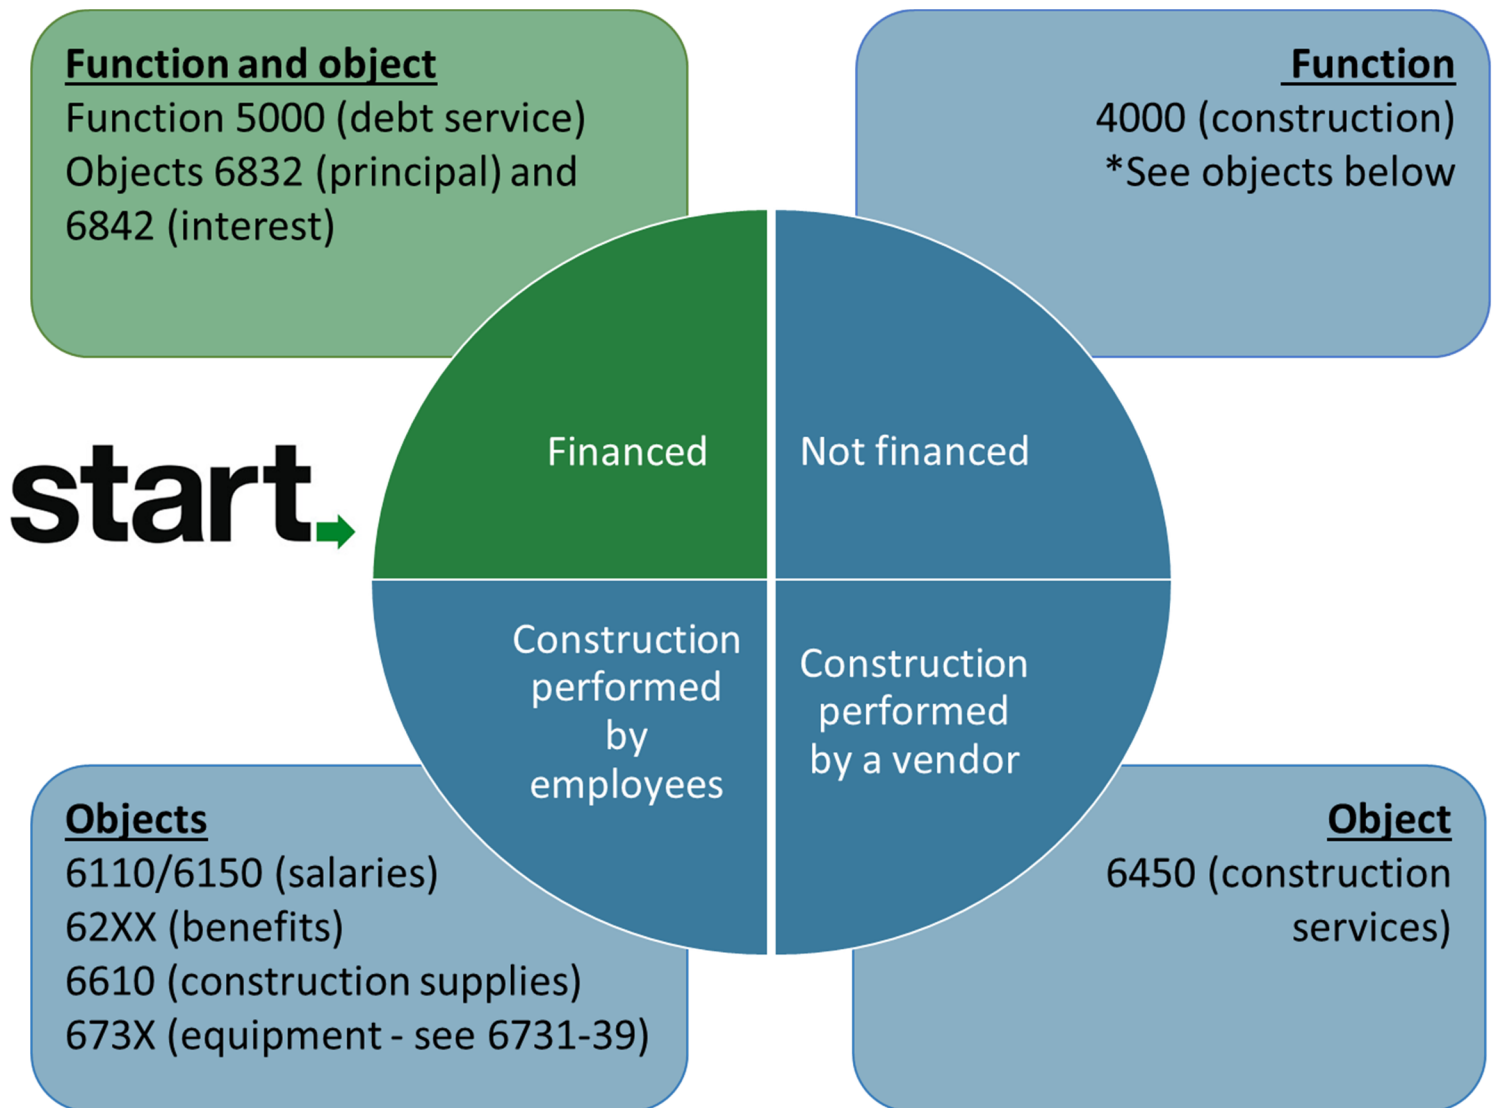 Function and object
Function 5000 (debt service)
Objects 6832 (principal) and
6842 (interest)
Function
4000 (construction)
*See objects below
start.
Financed
Not financed
Construction
performed
by
employees
Construction
performed
by a vendor
Objects
6110/6150 (salaries)
62XX (benefits)
6610 (construction supplies)
673X (equipment - see 6731-39)
Object
6450 (construction
services)